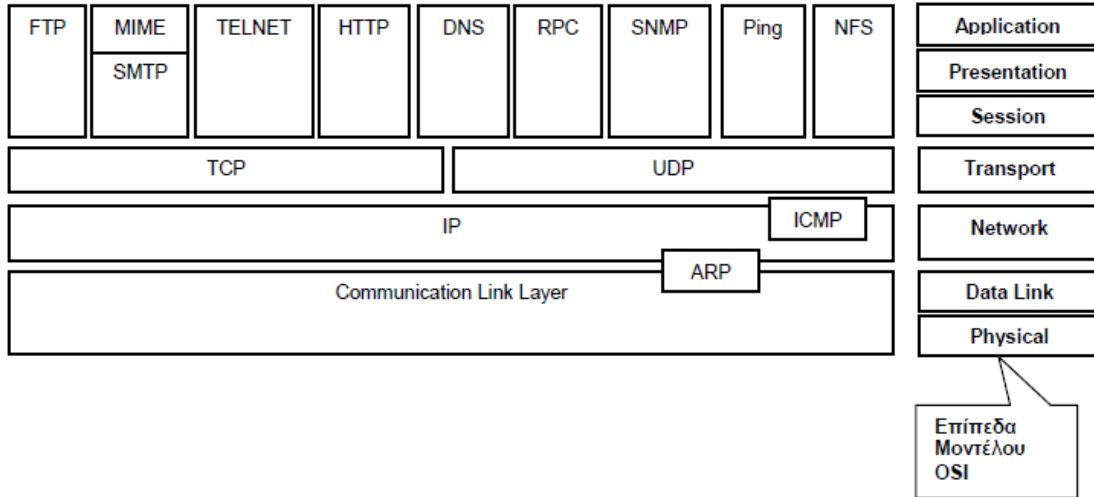 FTP MIME TELNET HTTP DNS RPC SNMP Ping NFS Application
SMTP Presentation
Session
TCP UDP Transport
ICMP
IP Network
ARP
Communication Link Layer Data Link
Physical
Επίπεδα
Μοντέλου
OSI